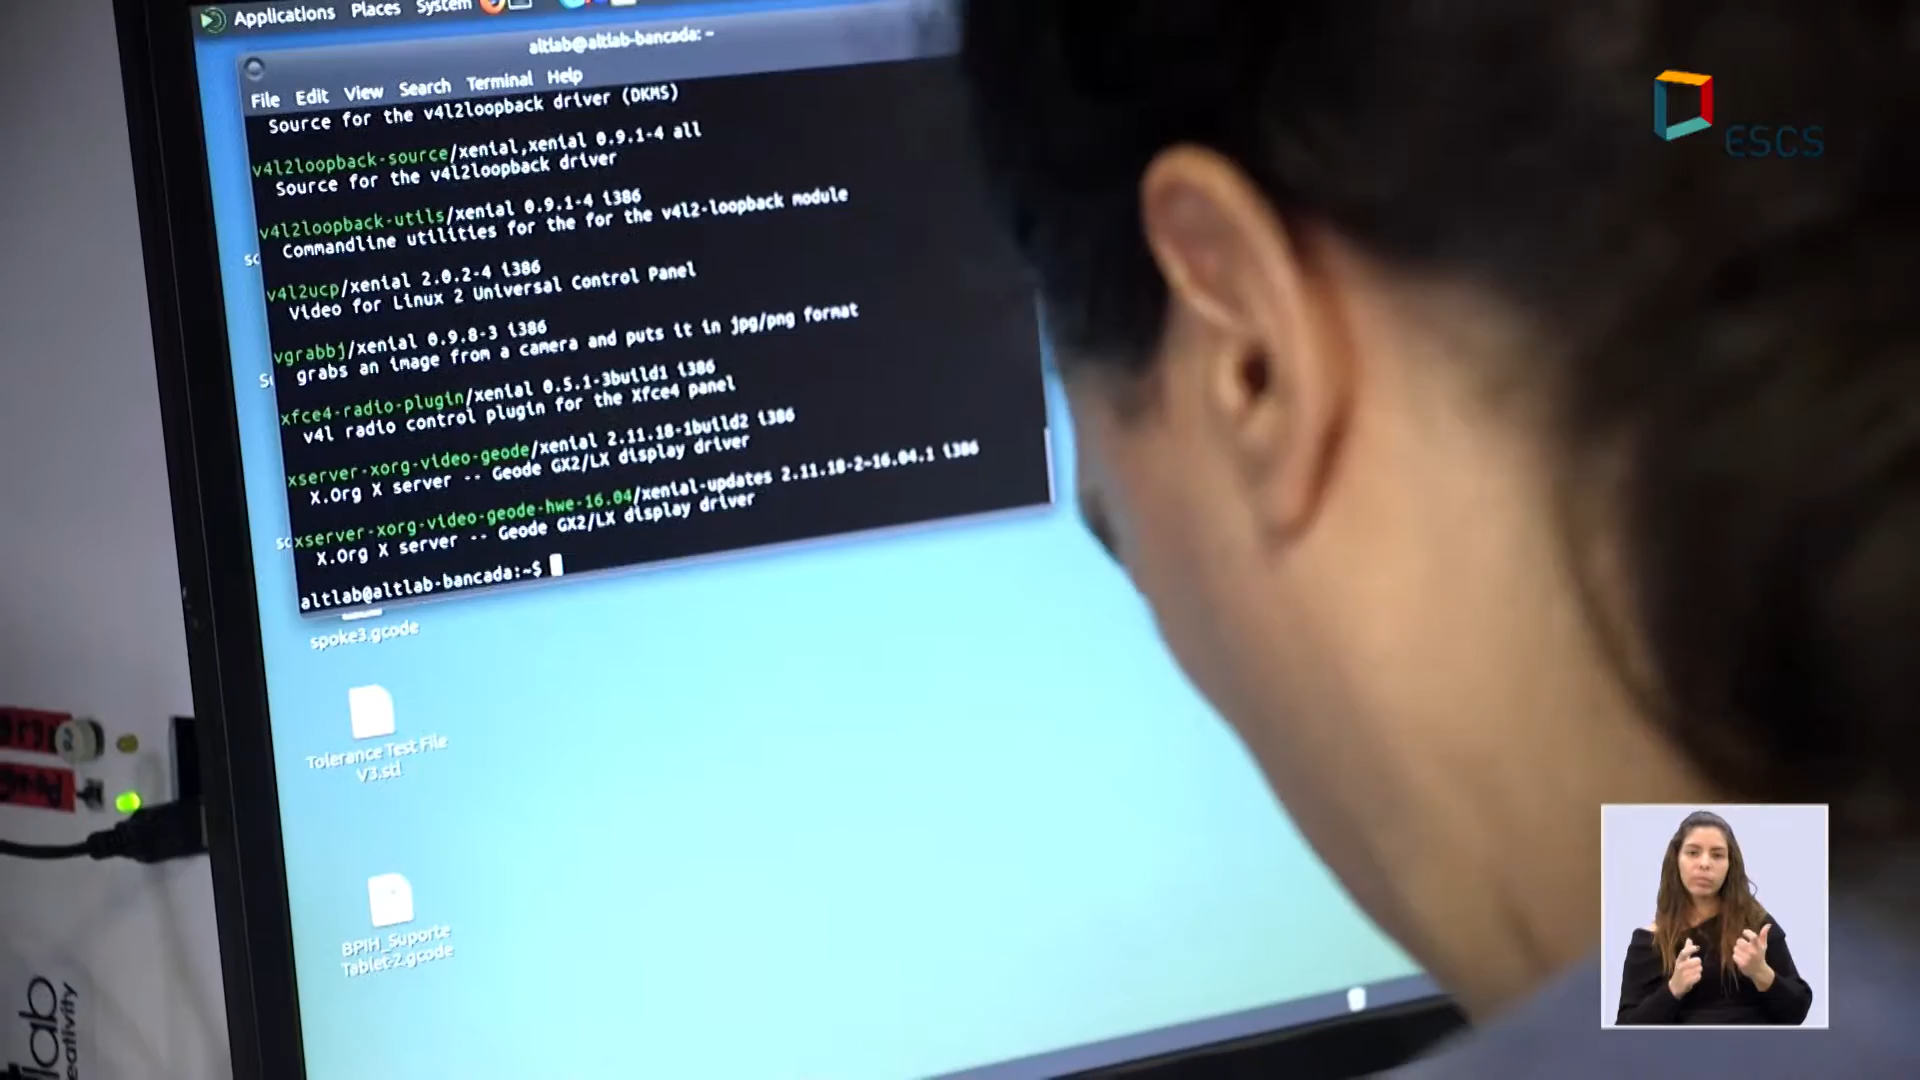 Applications Places System
altlab@altlab-bancada: ~
File Edit View Search Terminal Help
Source for the v4l2loopback driver (DKMS)
v4l2loopback-source/xenial,xenial 0.9.1-4 all
Source for the v4l2loopback driver
v4l2loopback-utils/xenial 0.9.1-4 i386
Commandline utilities for the for the v4l2-loopback module
v4l2ucp/xenial 2.0.2-4 i386
Video for Linux 2 Universal Control Panel
vgrabbj/xenial 0.9.8-3 i386
grabs an image from a camera and puts it in jpg/png format
xfce4-radio-plugin/xenial 0.5.1-3build1 i386
v4l radio control plugin for the Xfce4 panel
xserver-xorg-video-geode/xenial 2.11.18-1build2 i386
X.Org X server -- Geode GX2/LX display driver
xserver-xorg-video-geode-hwe-16.04/xenial-updates 2.11.18-2~16.04.1 i386
X.Org X server -- Geode GX2/LX display driver
altlab@altlab-bancada:~$
spoke3.gcode
Tolerance Test File
V3.stl
BPIH_Suporte
Tablet-2.gcode
ESCS